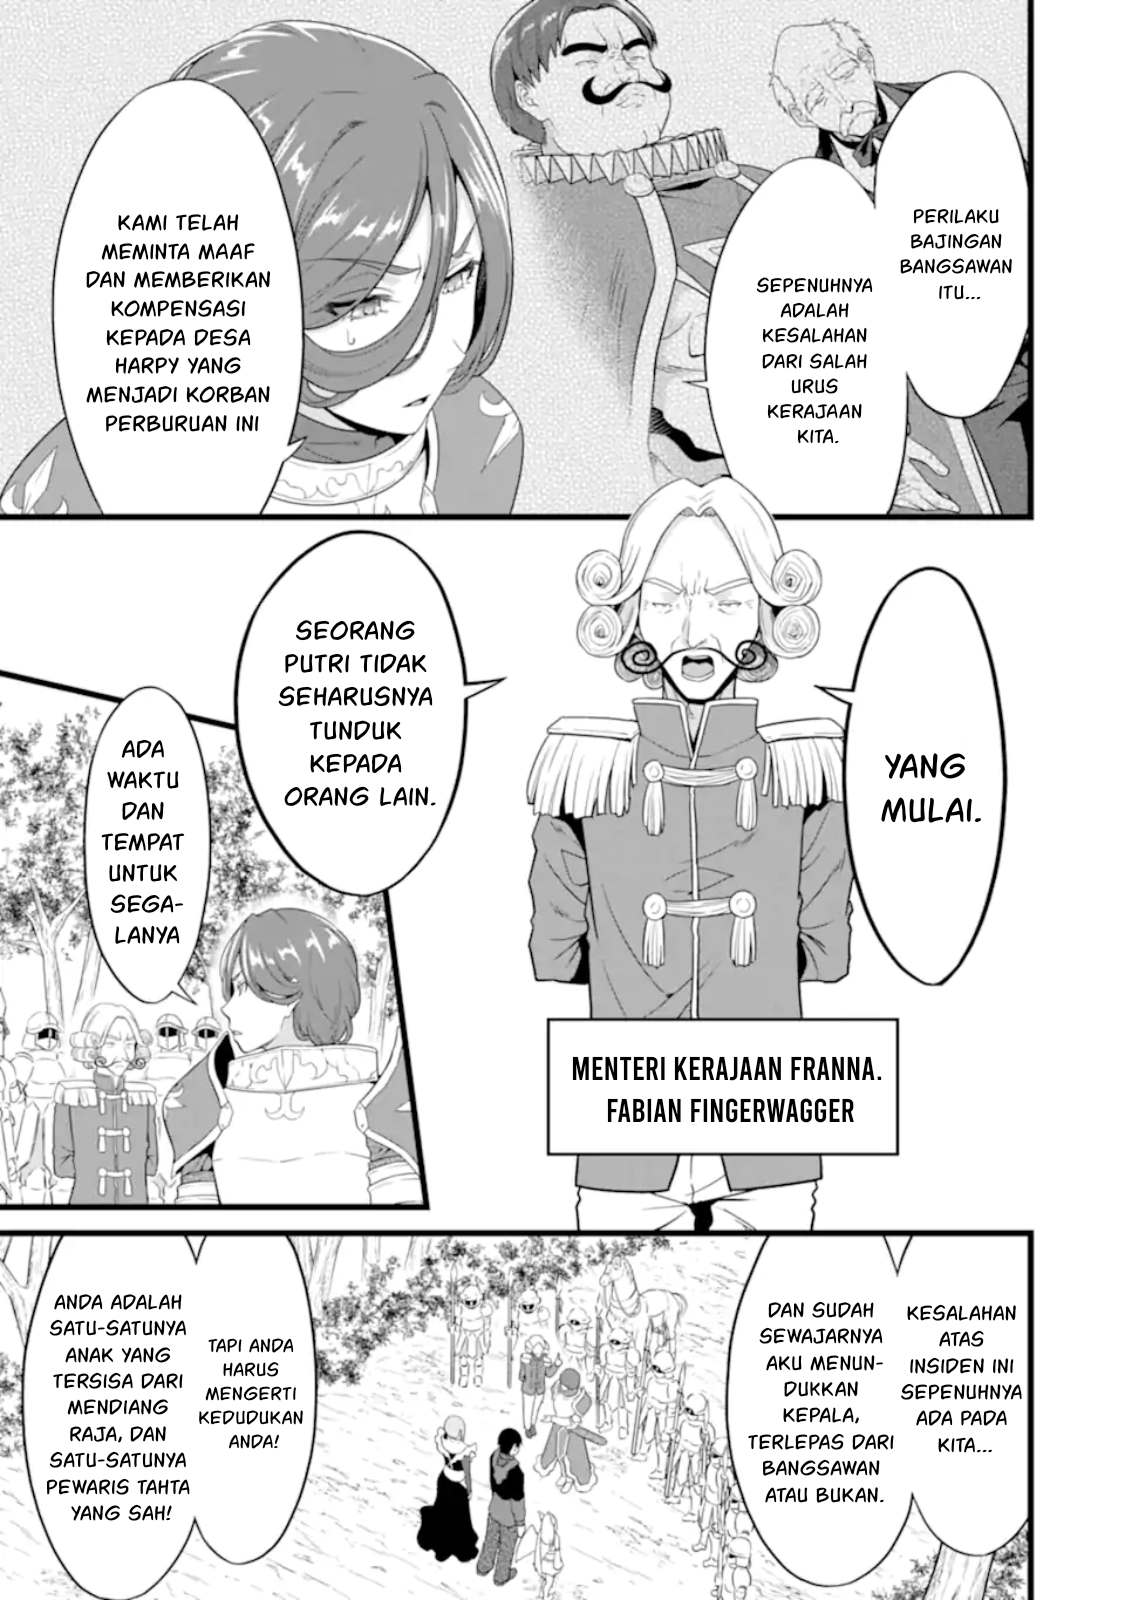 PERILAKU
BAJINGAN
BANGSAWAN
ITU...
SEPENUHNYA
ADALAH
KESALAHAN
DARI SALAH
URUS
KERAJAAN
KITA.
KAMI TELAH
MEMINTA MAAF
DAN MEMBERIKAN
KOMPENSASI
KEPADA DESA
HARPY YANG
MENJADI KORBAN
PERBURUAN INI
YANG
MULAI.
SEORANG
PUTRI TIDAK
SEHARUSNYA
TUNDUK
KEPADA
ORANG LAIN.
MENTERI KERAJAAN FRANNA.
FABIAN FINGERWAGGER
ADA
WAKTU
DAN
TEMPAT
UNTUK
SEGA-
LANYA
KESALAHAN
ATAS
INSIDEN INI
SEPENUHNYA
ADA PADA
KITA...
DAN SUDAH
SEWAJARNYA
AKU MENUN-
DUKKAN
KEPALA,
TERLEPAS DARI
BANGSAWAN
ATAU BUKAN.
TAPI ANDA
HARUS
MENGERTI
KEDUDUKAN
ANDA!
ANDA ADALAH
SATU-SATUNYA
ANAK YANG
TERSISA DARI
MENDIANG
RAJA, DAN
SATU-SATUNYA
PEWARIS TAHTA
YANG SAH!